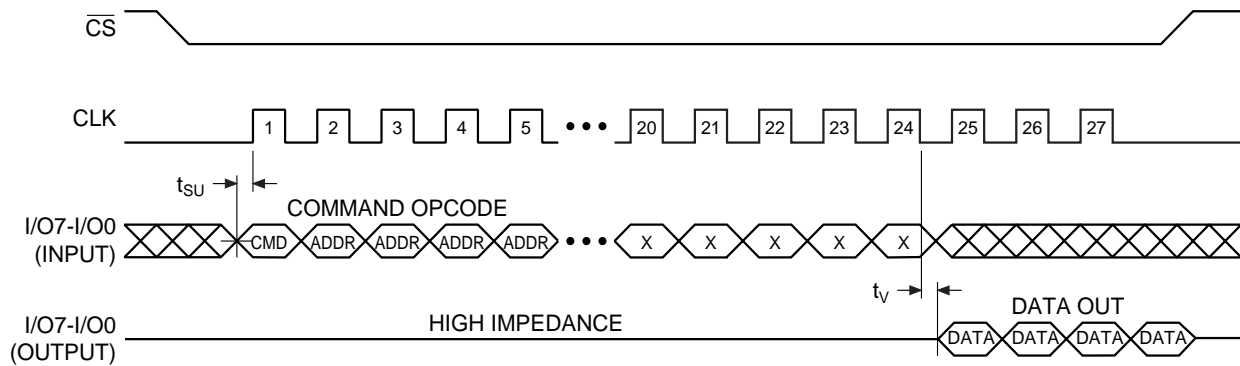 CS
CLK
1 2 3 4 5 ••• 20 21 22 23 24 25 26 27
tSU
COMMAND OPCODE
I/O7-I/O0
(INPUT)
CMD ADDR ADDR ADDR ADDR ••• X X X X X
tV
I/O7-I/O0
(OUTPUT)
HIGH IMPEDANCE
DATA OUT
DATA DATA DATA DATA